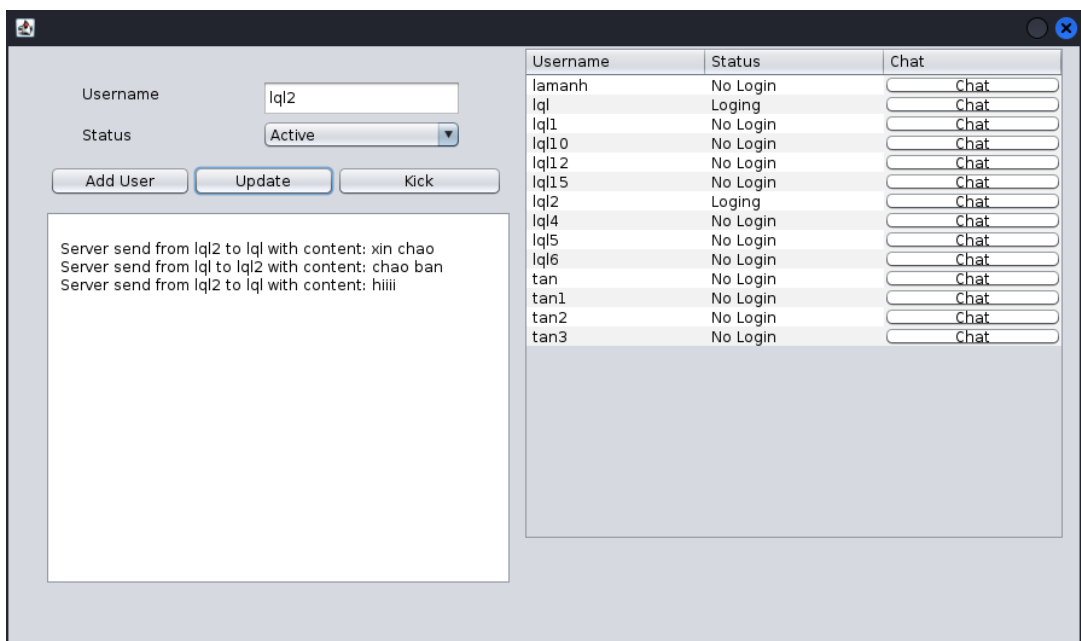 Username lql2
Status Active
Add User Update Kick
Server send from lql2 to lql with content: xin chao
Server send from lql to lql2 with content: chao ban
Server send from lql2 to lql with content: hiiii
Username Status Chat
lamanh No Login Chat
lql Loging Chat
lql1 No Login Chat
lql10 No Login Chat
lql12 No Login Chat
lql15 No Login Chat
lql2 Loging Chat
lql4 No Login Chat
lql5 No Login Chat
lql6 No Login Chat
tan No Login Chat
tan1 No Login Chat
tan2 No Login Chat
tan3 No Login Chat